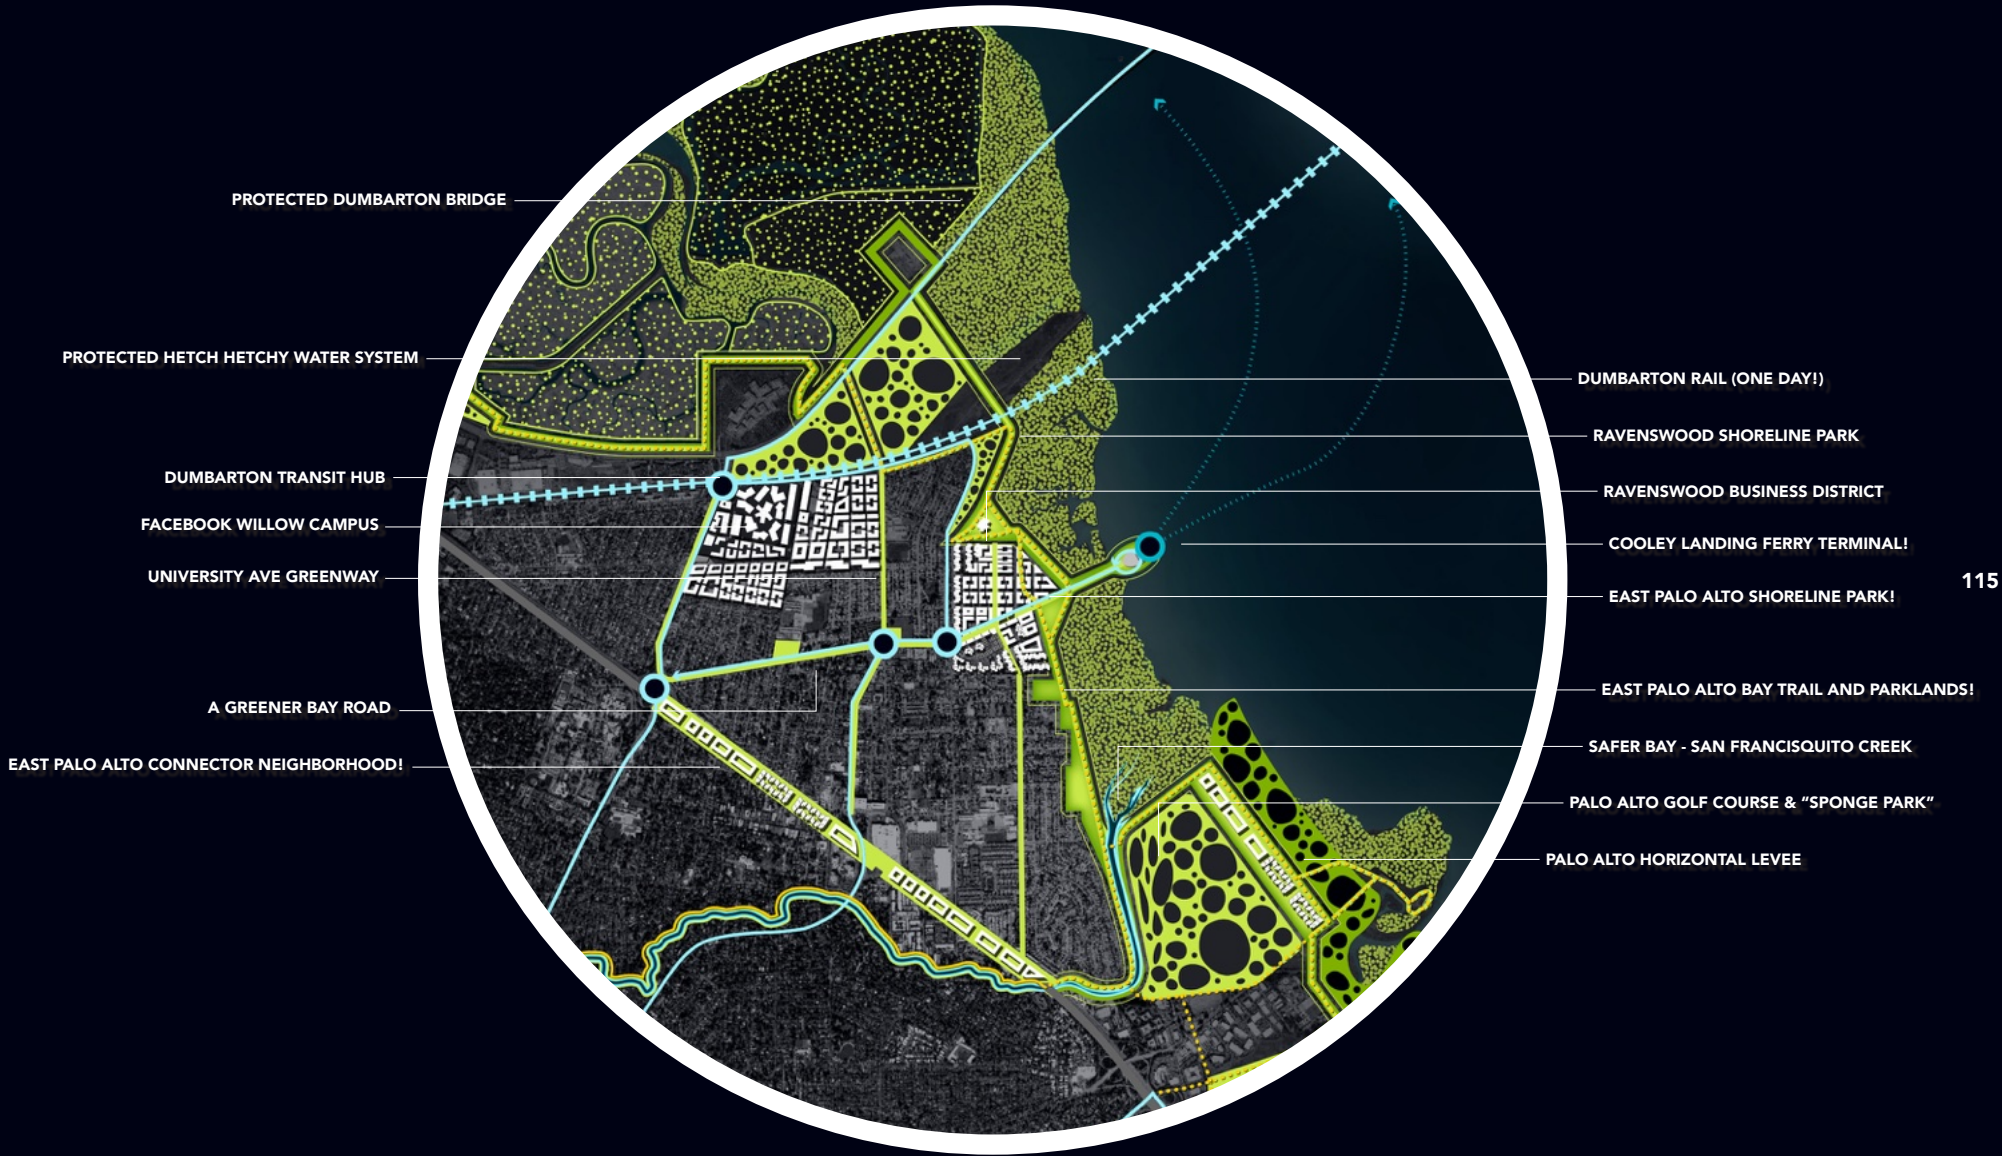 PROTECTED DUMBARTON BRIDGE
PROTECTED HETCH HETCHY WATER SYSTEM
DUMBARTON TRANSIT HUB
FACEBOOK WILLOW CAMPUS
UNIVERSITY AVE GREENWAY
A GREENER BAY ROAD
EAST PALO ALTO CONNECTOR NEIGHBORHOOD!
DUMBARTON RAIL (ONE DAY!)
RAVENSWOOD SHORELINE PARK
RAVENSWOOD BUSINESS DISTRICT
COOLEY LANDING FERRY TERMINAL!
EAST PALO ALTO SHORELINE PARK!
EAST PALO ALTO BAY TRAIL AND PARKLANDS!
SAFER BAY - SAN FRANCISQUITO CREEK
PALO ALTO GOLF COURSE & “SPONGE PARK”
PALO ALTO HORIZONTAL LEVEE
115